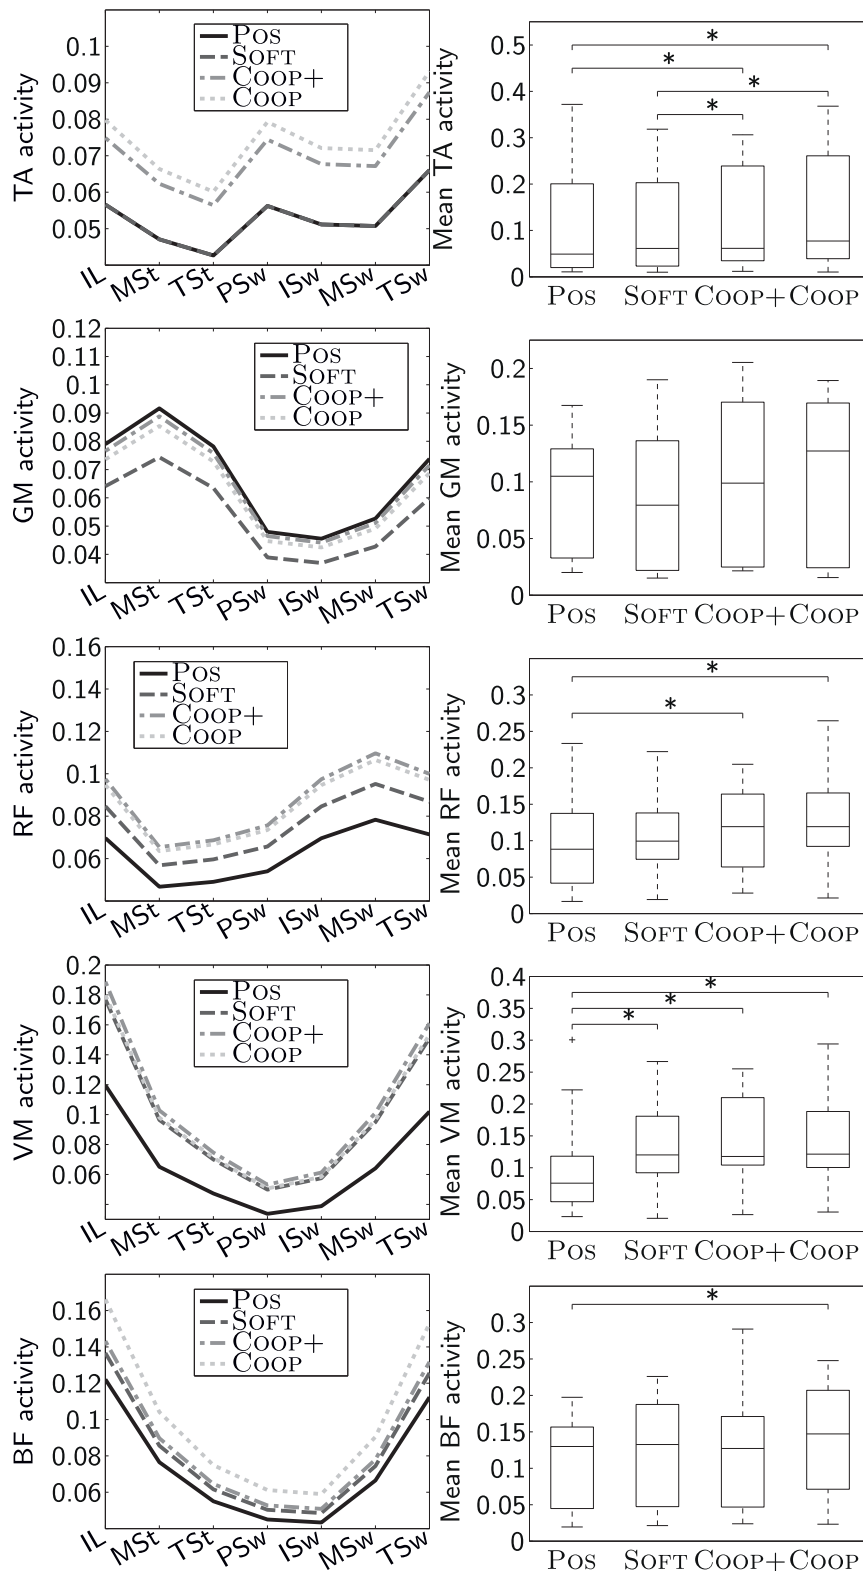 TA activity
0.1
0.09
0.08
0.07
0.06
0.05
POS
SOFT
COOP+
COOP
IL MSt TSt PSw ISw MSw TSw
Mean TA activity
0.5
0.4
0.3
0.2
0.1
0
*
*
*
*
POS SOFT COOP+ COOP
GM activity
0.12
0.11
0.10
0.09
0.08
0.07
0.06
0.05
0.04
POS
SOFT
COOP+
COOP
IL MSt TSt PSw ISw MSw TSw
Mean GM activity
0.2
0.15
0.1
0.05
0
POS SOFT COOP+ COOP
RF activity
0.16
0.14
0.12
0.1
0.08
0.06
POS
SOFT
COOP+
COOP
IL MSt TSt PSw ISw MSw TSw
Mean RF activity
0.3
0.25
0.2
0.15
0.1
0.05
0
*
*
POS SOFT COOP+ COOP
VM activity
0.2
0.18
0.16
0.14
0.12
0.1
0.08
0.06
POS
SOFT
COOP+
COOP
IL MSt TSt PSw ISw MSw TSw
Mean VM activity
0.4
0.35
0.3
0.25
0.2
0.15
0.1
0.05
0
*
*
*
POS SOFT COOP+ COOP
BF activity
0.16
0.14
0.12
0.1
0.08
0.06
POS
SOFT
COOP+
COOP
IL MSt TSt PSw ISw MSw TSw
Mean BF activity
0.3
0.25
0.2
0.15
0.1
0.05
0
*
POS SOFT COOP+ COOP